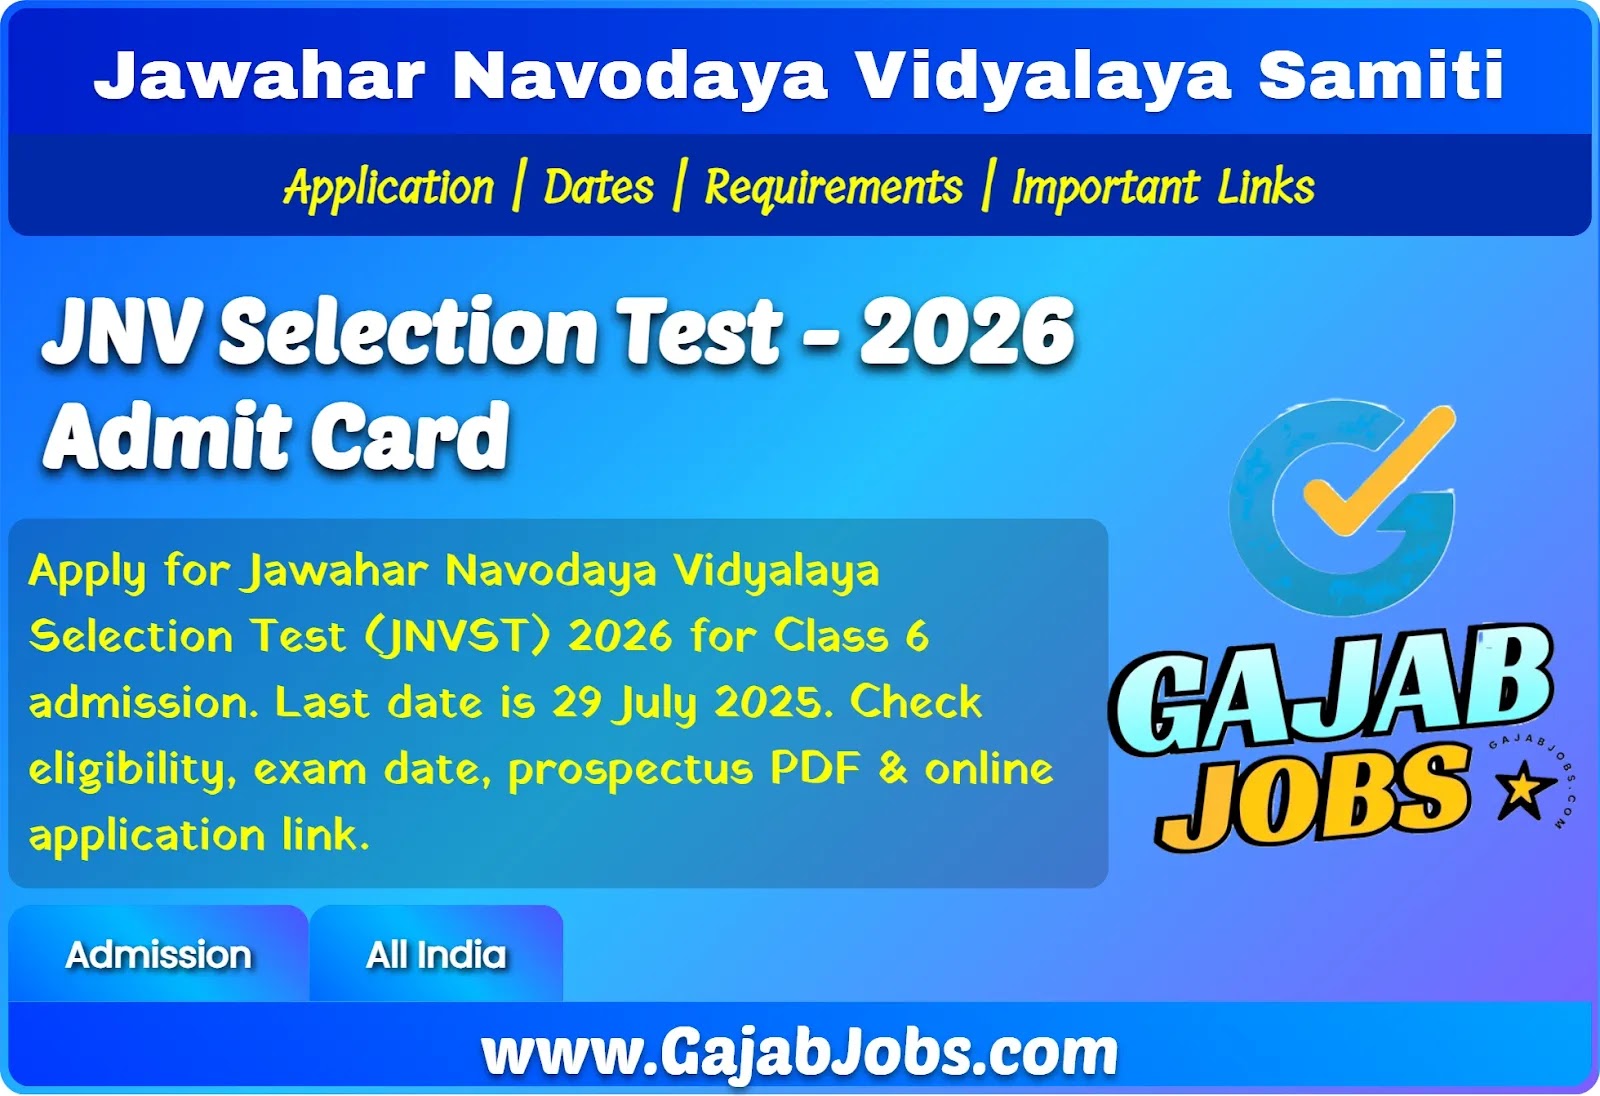 Jawahar Navodaya Vidyalaya Samiti
Application | Dates | Requirements | Important Links
JNV Selection Test - 2026
Admit Card
Apply for Jawahar Navodaya Vidyalaya
Selection Test (JNVST) 2026 for Class 6
admission. Last date is 29 July 2025. Check
eligibility, exam date, prospectus PDF & online
application link.
GAJAB
JOBS
GAJABJOBS.COM
Admission
All India
www.GajabJobs.com